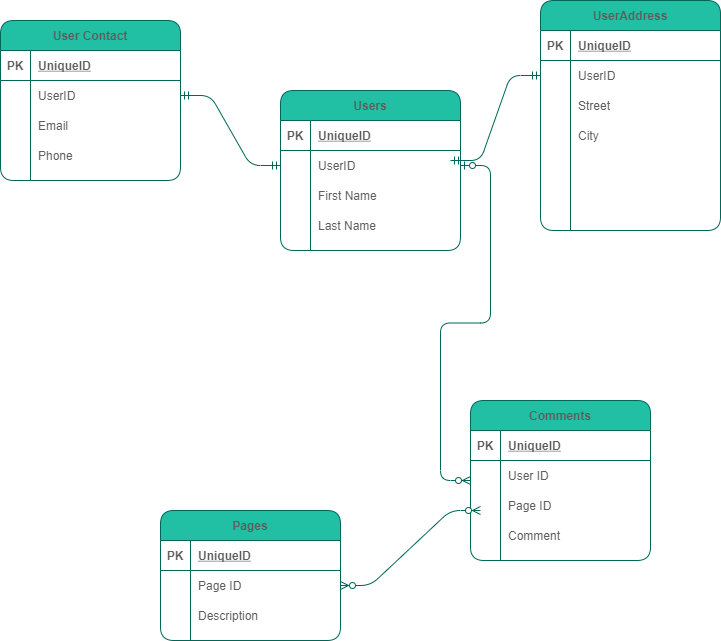 User Contact
PK UniqueID
UserID
Email
Phone
Users
PK UniqueID
UserID
First Name
Last Name
UserAddress
PK UniqueID
UserID
Street
City
Comments
PK UniqueID
User ID
Page ID
Comment
Pages
PK UniqueID
Page ID
Description